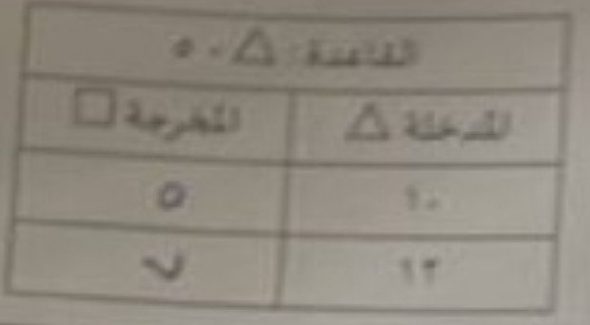 القاعدة: △ - ٥
المدخلة △ المخرجة □
١٠ ٥
١٢ ٧